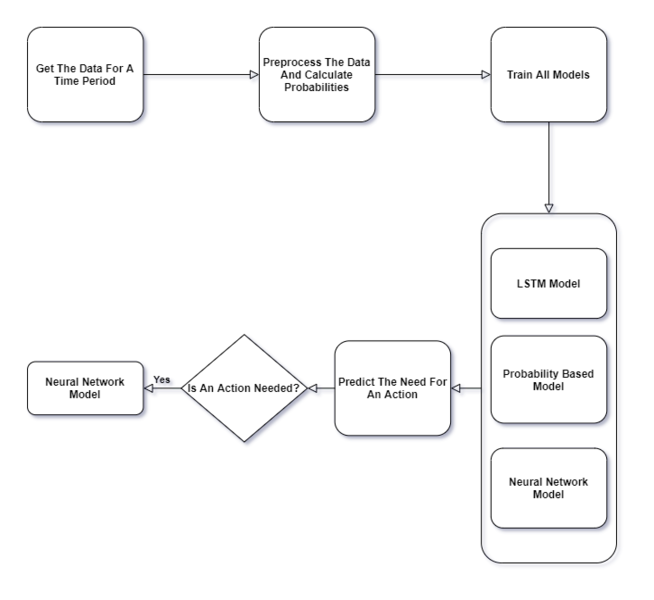 Get The Data For A
Time Period
Preprocess The Data
And Calculate
Probabilities
Train All Models
LSTM Model
Probability Based
Model
Neural Network
Model
Predict The Need For
An Action
Is An Action Needed?
Yes
Neural Network
Model